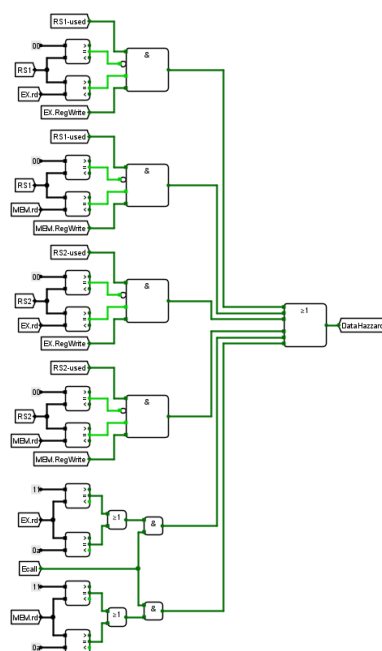 RS1-used
00
RS1
EX.rd
EX.RegWrite
&
RS1-used
00
RS1
MEM.rd
MEM.RegWrite
&
RS2-used
00
RS2
EX.rd
EX.RegWrite
&
≥1
DataHazzard
RS2-used
00
RS2
MEM.rd
MEM.RegWrite
&
11
EX.rd
0a
≥1
&
Ecall
11
MEM.rd
0a
≥1
&